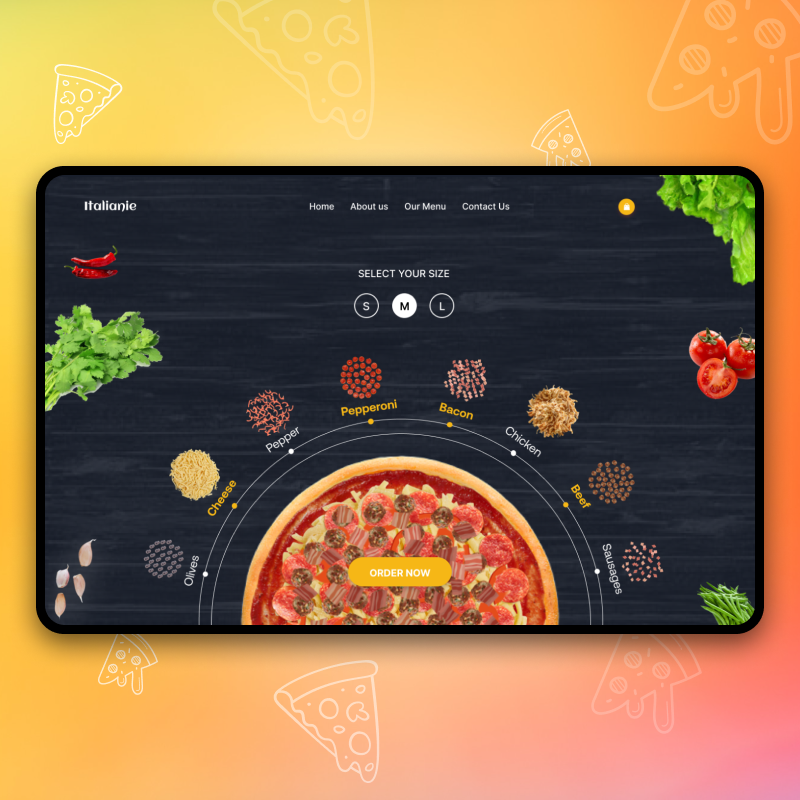 Italianie
Home About us Our Menu Contact Us
SELECT YOUR SIZE
S M L
Olives
Cheese
Pepper
Pepperoni
Bacon
Chicken
Beef
Sausages
ORDER NOW